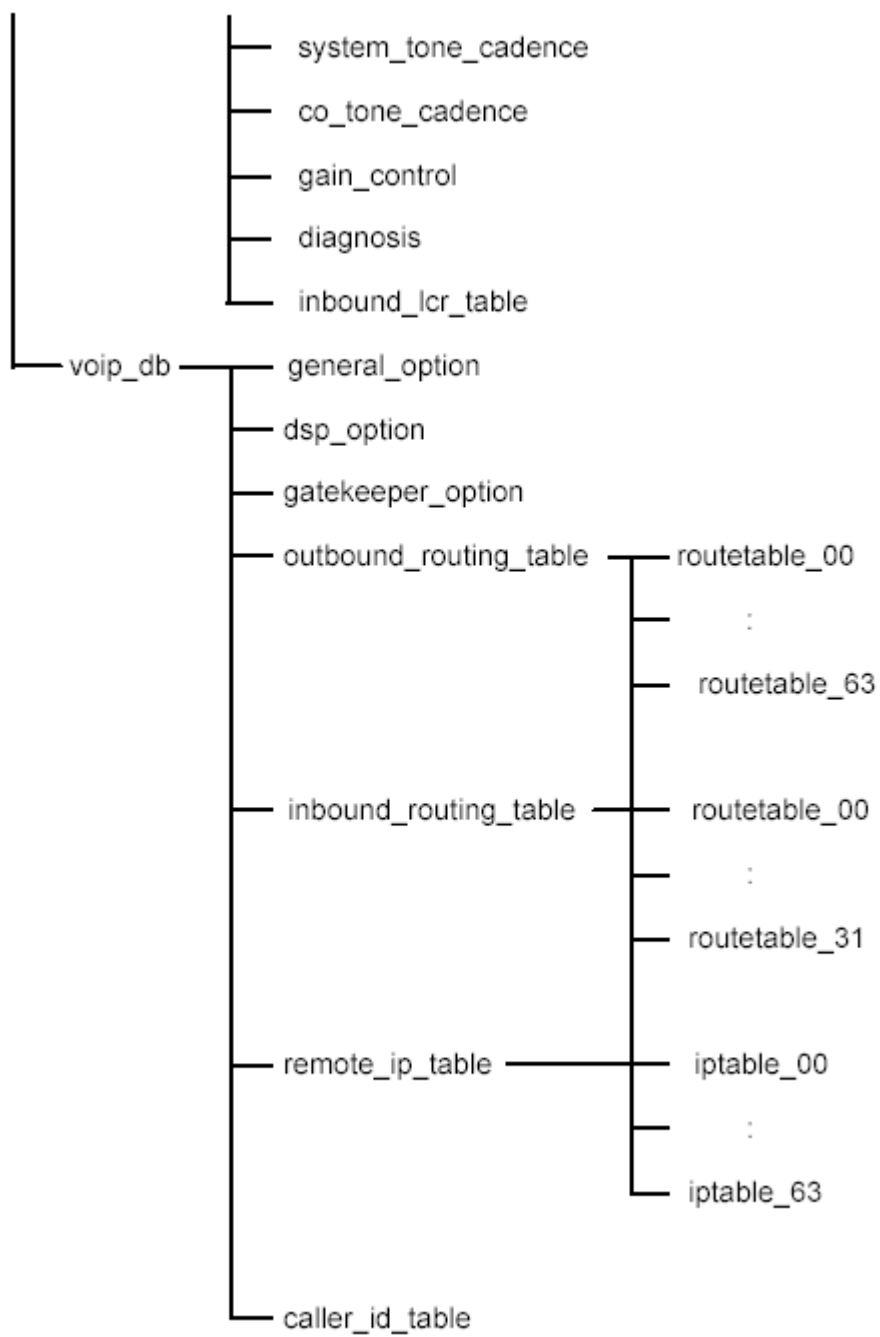 system_tone_cadence
co_tone_cadence
gain_control
diagnosis
inbound_lcr_table
voip_db general_option
dsp_option
gatekeeper_option
outbound_routing_table routetable_00
:
routetable_63
inbound_routing_table routetable_00
:
routetable_31
remote_ip_table iptable_00
:
iptable_63
caller_id_table